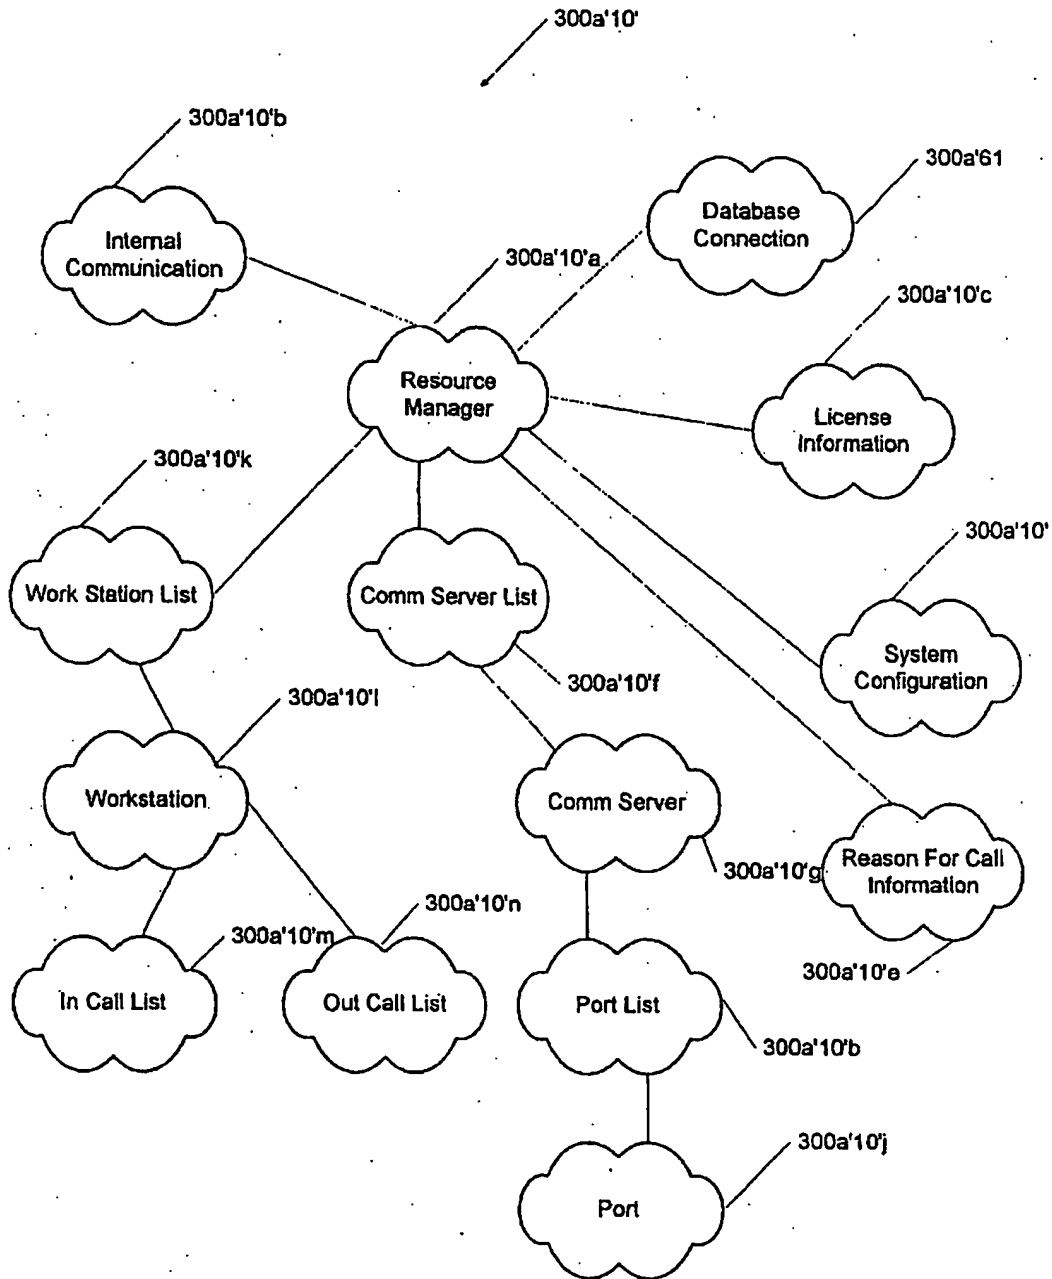 300a'10'
300a'10'b
300a'61
Database
Connection
Internal
Communication
300a'10'a
300a'10'c
Resource
Manager
License
Information
300a'10'k
300a'10'
Work Station List
Comm Server List
System
Configuration
300a'10'f
300a'10'l
Workstation
Comm Server
300a'10'g
Reason For Call
Information
300a'10'n
300a'10'm
300a'10'e
In Call List
Out Call List
Port List
300a'10'b
300a'10'j
Port